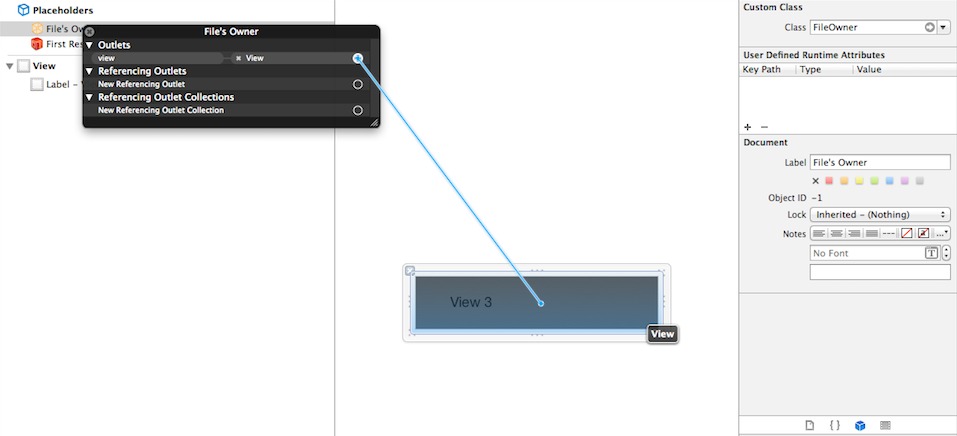 Placeholders
File's Ow
First Res
View
Label –
File's Owner
Outlets
view
View
Referencing Outlets
New Referencing Outlet
Referencing Outlet Collections
New Referencing Outlet Collection
View 3
View
Custom Class
Class FileOwner
User Defined Runtime Attributes
Key Path Type Value
Document
Label File's Owner
Object ID -1
Lock Inherited – (Nothing)
Notes
No Font T